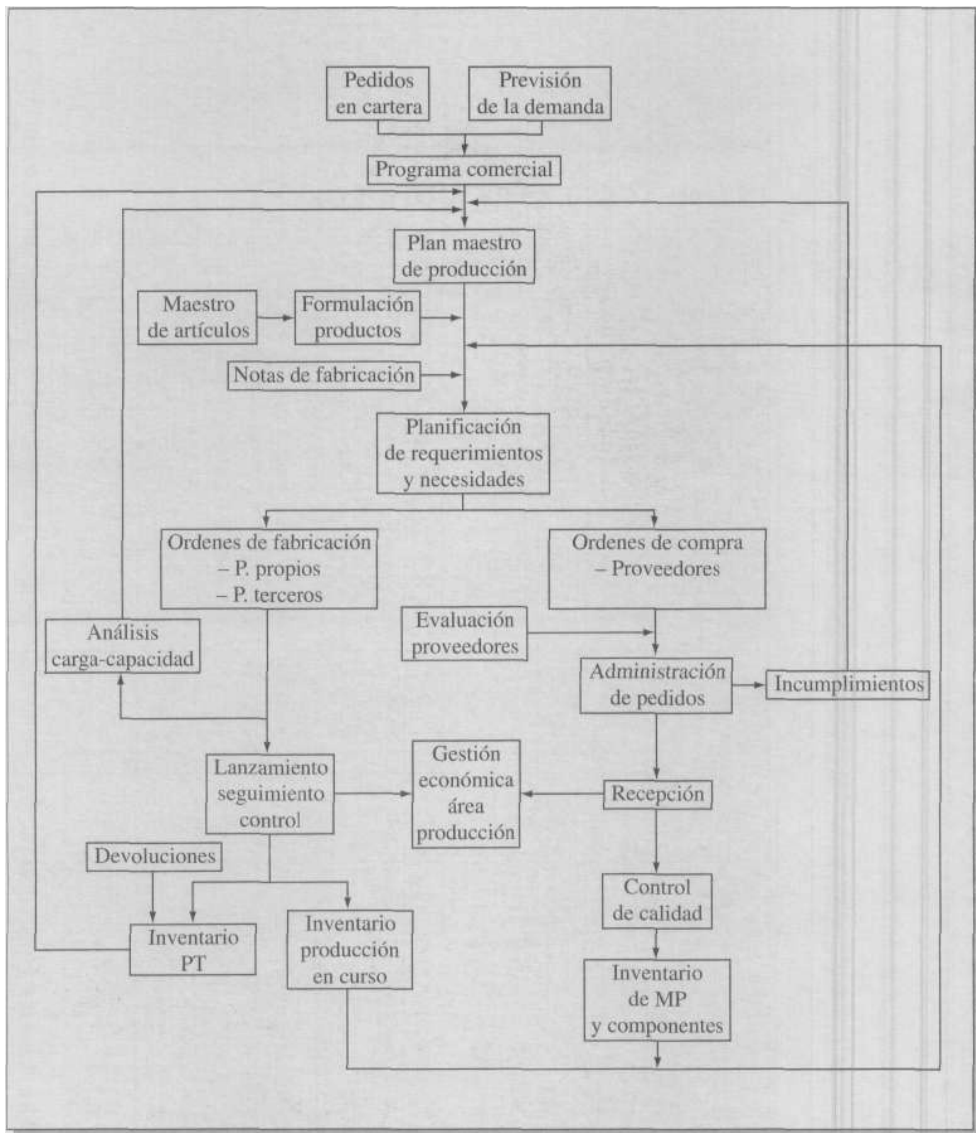 Pedidos
en cartera
Previsión
de la demanda
Programa comercial
Plan maestro
de producción
Maestro
de artículos
Formulación
productos
Notas de fabricación
Planificación
de requerimientos
y necesidades
Ordenes de fabricación
– P. propios
– P. terceros
Ordenes de compra
– Proveedores
Análisis
carga-capacidad
Evaluación
proveedores
Administración
de pedidos
Incumplimientos
Lanzamiento
seguimiento
control
Gestión
económica
área
producción
Recepción
Devoluciones
Control
de calidad
Inventario
PT
Inventario
producción
en curso
Inventario
de MP
y componentes